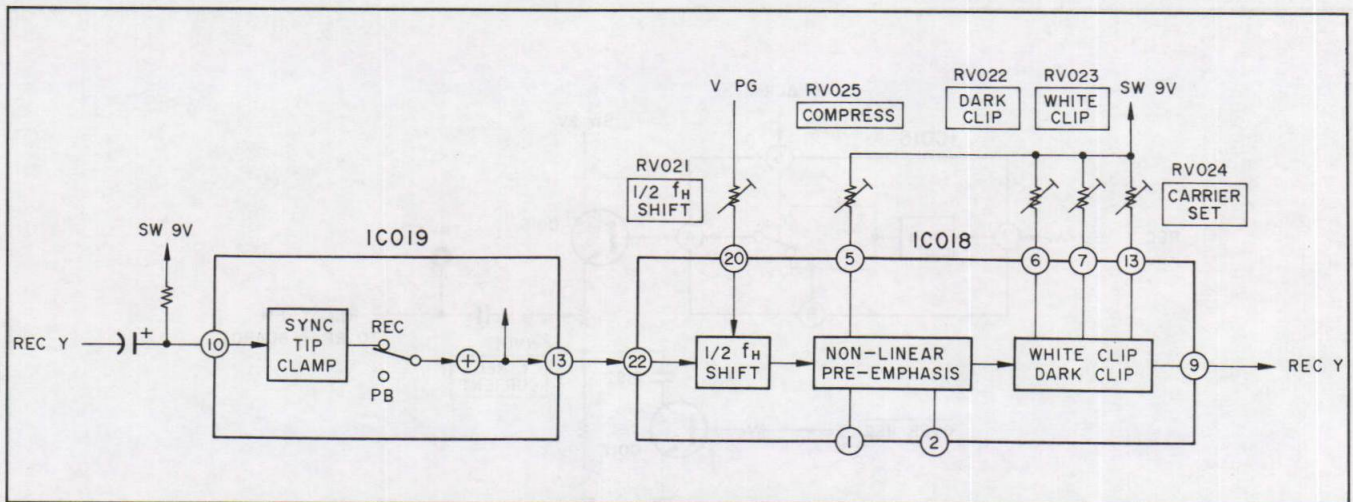 V PG
RV025
COMPRESS
RV022
DARK
CLIP
RV023
WHITE
CLIP
SW 9V
RV021
1/2 fH
SHIFT
RV024
CARRIER
SET
SW 9V
IC019
IC018
20
5
6
7
13
REC Y
+
10
SYNC
TIP
CLAMP
REC
PB
+
13
22
1/2 fH
SHIFT
NON-LINEAR
PRE-EMPHASIS
WHITE CLIP
DARK CLIP
9
REC Y
1
2